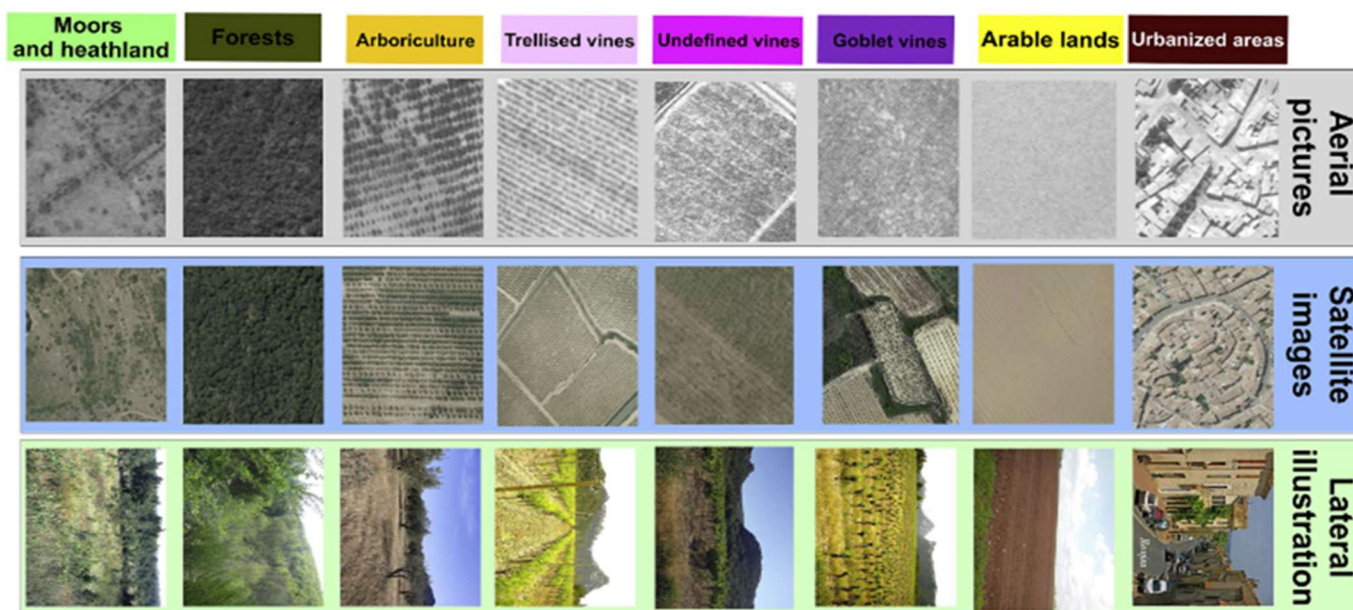 Moors
and heathland
Forests
Arboriculture
Trellised vines
Undefined vines
Goblet vines
Arable lands
Urbanized areas
Aerial
pictures
Satellite
images
Lateral
illustration